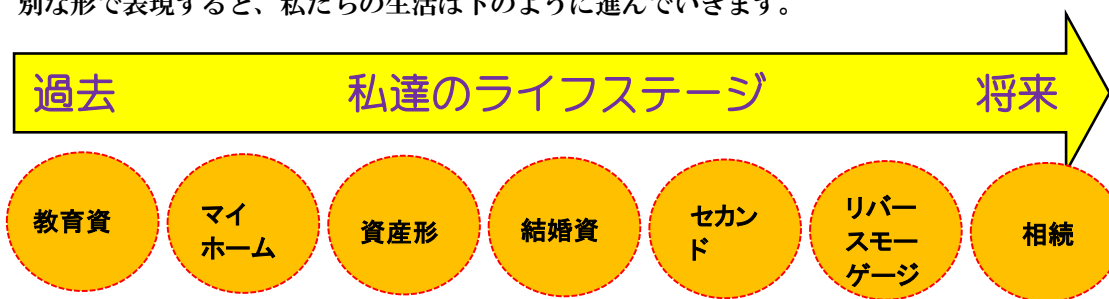 別な形で表現すると、私たちの生活は下のように進んでいきます。
過去 私達のライフステージ 将来
教育資
マイ
ホーム
資産形
結婚資
セカン
ド
リバー
スモー
ゲージ
相続